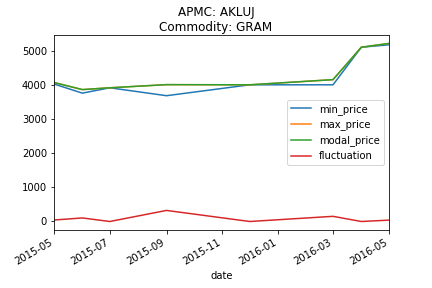 APMC: AKLUJ
Commodity: GRAM
5000
4000
3000
2000
1000
0
min_price
max_price
modal_price
fluctuation
2015-05
2015-07
2015-09
2015-11
2016-01
2016-03
2016-05
date